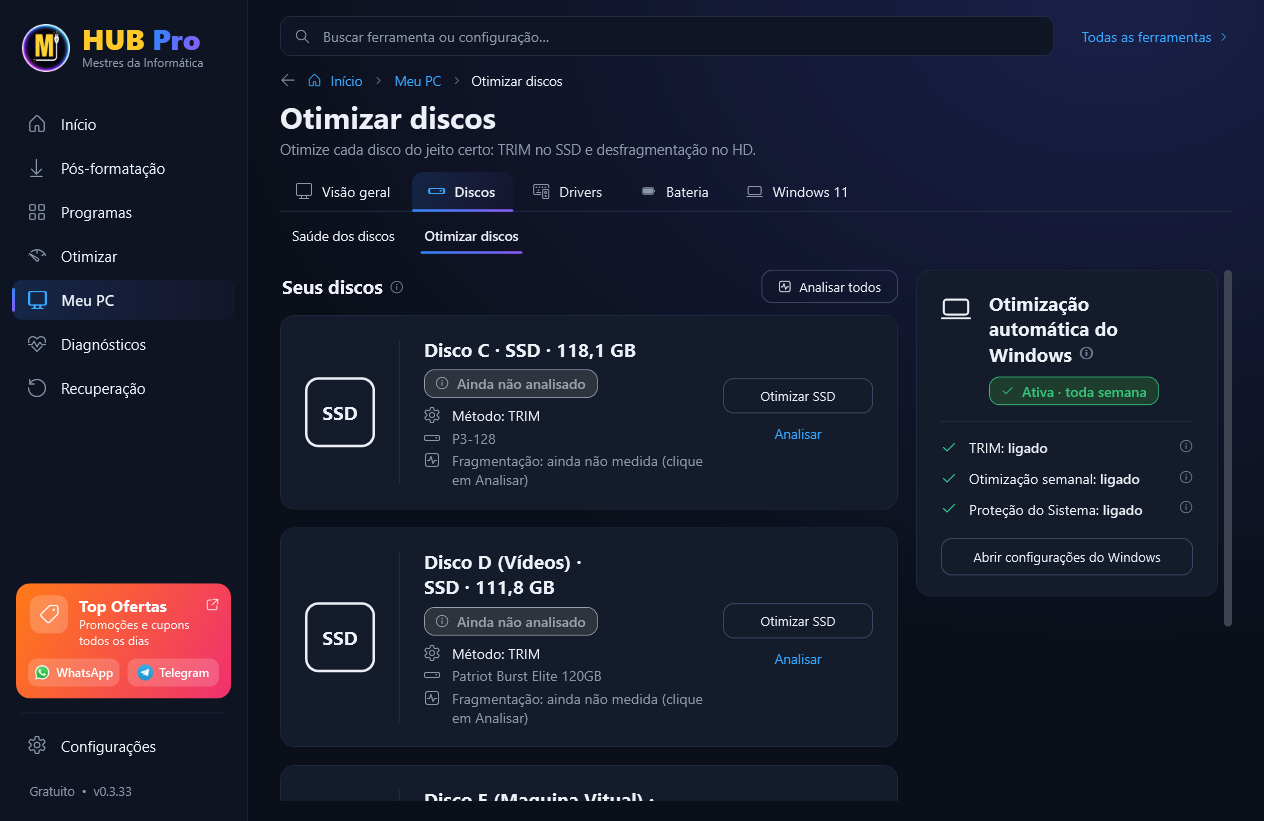 M
HUB Pro
Mestres da Informática
Início
Pós-formatação
Programas
Otimizar
Meu PC
Diagnósticos
Recuperação
Top Ofertas
Promoções e cupons
todos os dias
WhatsApp
Telegram
Configurações
Gratuito • v0.3.33
Buscar ferramenta ou configuração...
Todas as ferramentas
Início > Meu PC > Otimizar discos
Otimizar discos
Otimize cada disco do jeito certo: TRIM no SSD e desfragmentação no HD.
Visão geral
Discos
Drivers
Bateria
Windows 11
Saúde dos discos
Otimizar discos
Seus discos
Analisar todos
SSD
Disco C · SSD · 118,1 GB
Ainda não analisado
Método: TRIM
P3-128
Fragmentação: ainda não medida (clique
em Analisar)
Otimizar SSD
Analisar
SSD
Disco D (Vídeos) ·
SSD · 111,8 GB
Ainda não analisado
Método: TRIM
Patriot Burst Elite 120GB
Fragmentação: ainda não medida (clique
em Analisar)
Otimizar SSD
Analisar
Disco E (Maquina Vitual) ·
Otimização
automática do
Windows
Ativa · toda semana
TRIM: ligado
Otimização semanal: ligado
Proteção do Sistema: ligado
Abrir configurações do Windows